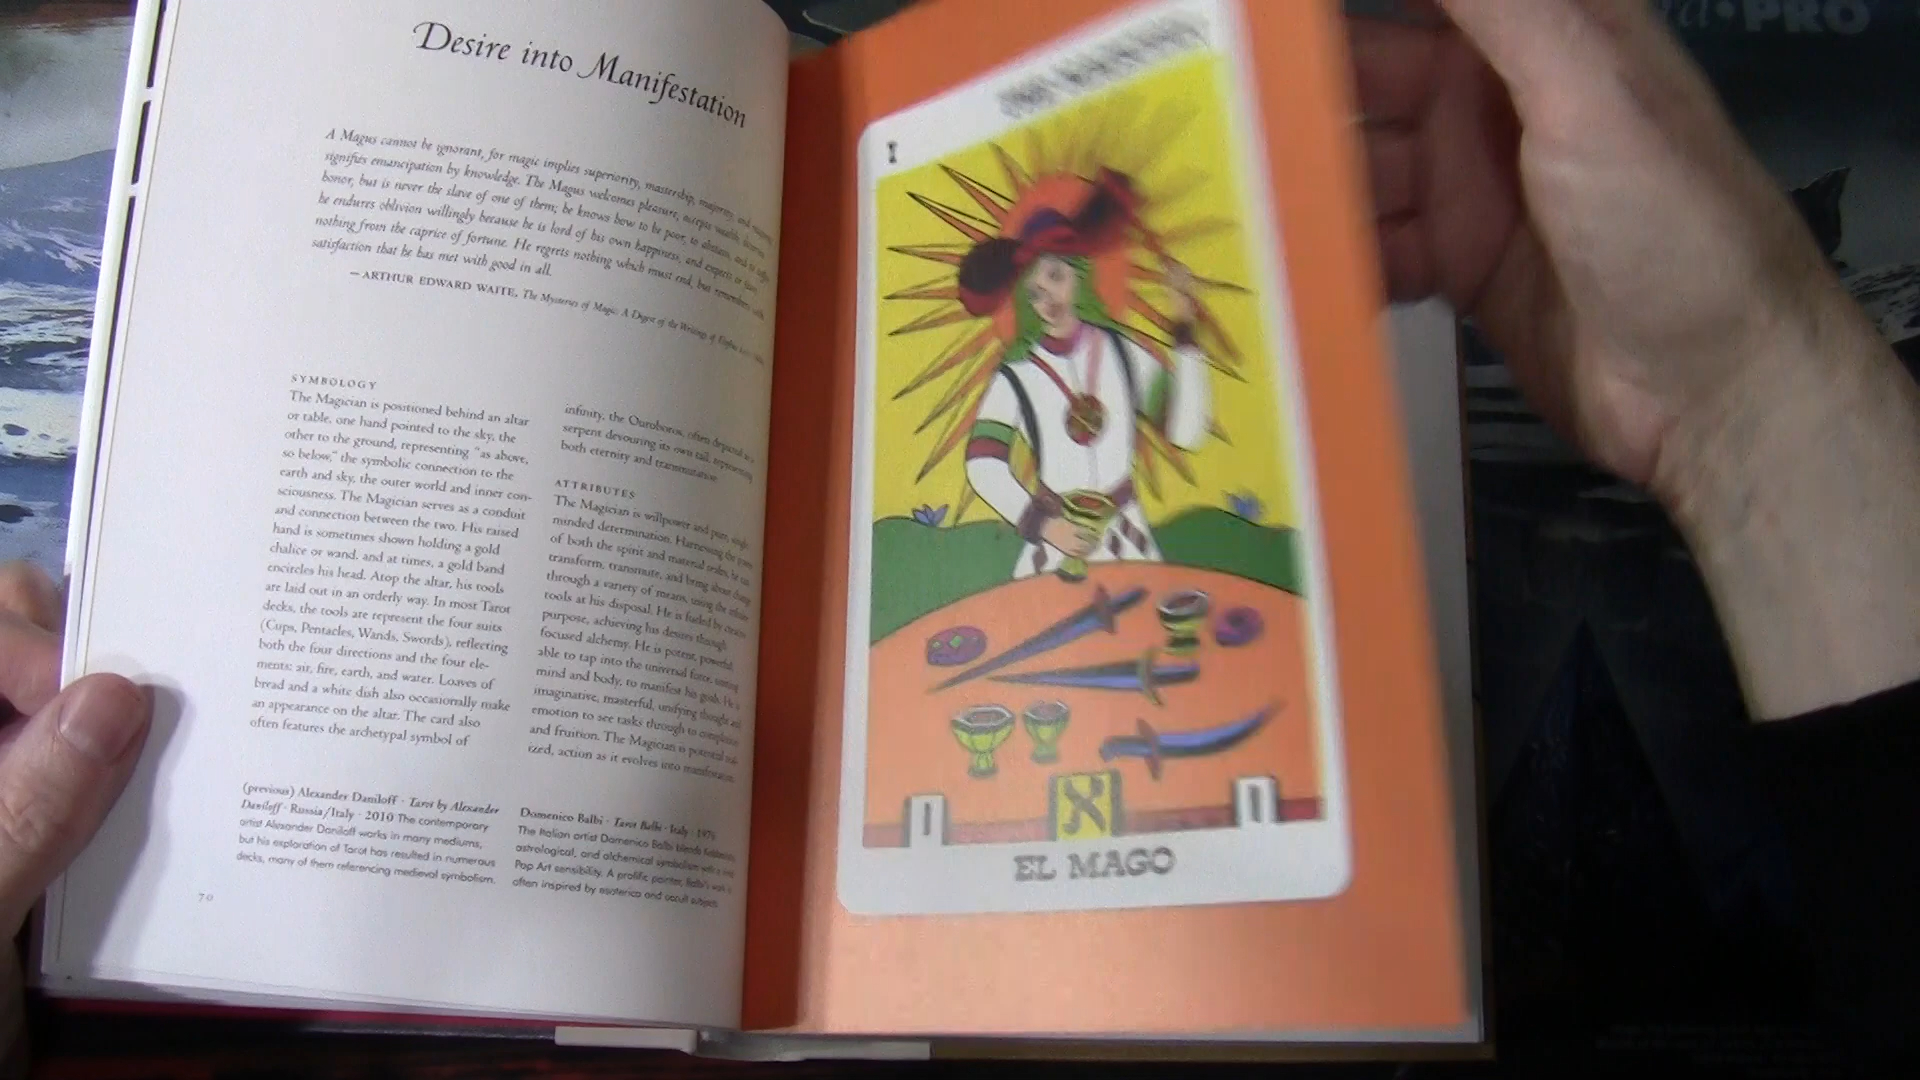 PRO
Desire into Manifestation
A Magus cannot be ignorant, for magic implies superiority, mastership, majority, and majority
signifies emancipation by knowledge. The Magus welcomes pleasure, accepts wealth, deserves
honor, but is never the slave of one of them; he knows how to be poor, to abstain, and to suffer;
he endures oblivion willingly because he is lord of his own happiness, and expects or fears
nothing from the caprice of fortune. He regrets nothing which must end, but remembers with
satisfaction that he has met with good in all.
— ARTHUR EDWARD WAITE, The Mysteries of Magic: A Digest of the Writings of
SYMBOLOGY
The Magician is positioned behind an altar
or table, one hand pointed to the sky, the
other to the ground, representing "as above,
so below," the symbolic connection to the
earth and sky, the outer world and inner con-
sciousness. The Magician serves as a conduit
and connection between the two. His raised
hand is sometimes shown holding a gold
chalice or wand, and at times, a gold band
encircles his head. Atop the altar, his tools
are laid out in an orderly way. In most Tarot
decks, the tools are represent the four suits
(Cups, Pentacles, Wands, Swords), reflecting
both the four directions and the four ele-
ments: air, fire, earth, and water. Loaves of
bread and a white dish also occasionally make
an appearance on the altar. The card also
often features the archetypal symbol of
infinity, the Ouroboros, often depicted as a
serpent devouring its own tail, representing
both eternity and transmutation.
ATTRIBUTES
The Magician is willpower and pure, single-
minded determination. Harnessing the power
of both the spirit and material realm, he can
transform, transmute, and bring about change
through a variety of means, using the infinite
tools at his disposal. He is fueled by
purpose, achieving his desires through
focused alchemy. He is potent, powerful,
able to tap into the universal force, uniting
mind and body, to manifest his goals. He is
imaginative, masterful, unifying thought and
emotion to see tasks through to completion
and fruition. The Magician is potential real-
ized, action as it evolves into manifestation.
(previous) Alexander Daniloff · Tarot by Alexander
Daniloff · Russia/Italy · 2010 The contemporary
artist Alexander Daniloff works in many mediums,
but his exploration of Tarot has resulted in numerous
decks, many of them referencing medieval symbolism.
Domenico Balbi · Tarot Balbi · Italy · 1976
The Italian artist Domenico Balbi blends
astrological, and alchemical symbolism with a
Pop Art sensibility. A prolific painter, Balbi's work is
often inspired by esoterica and occult subjects.
70
I
א
1
EL MAGO